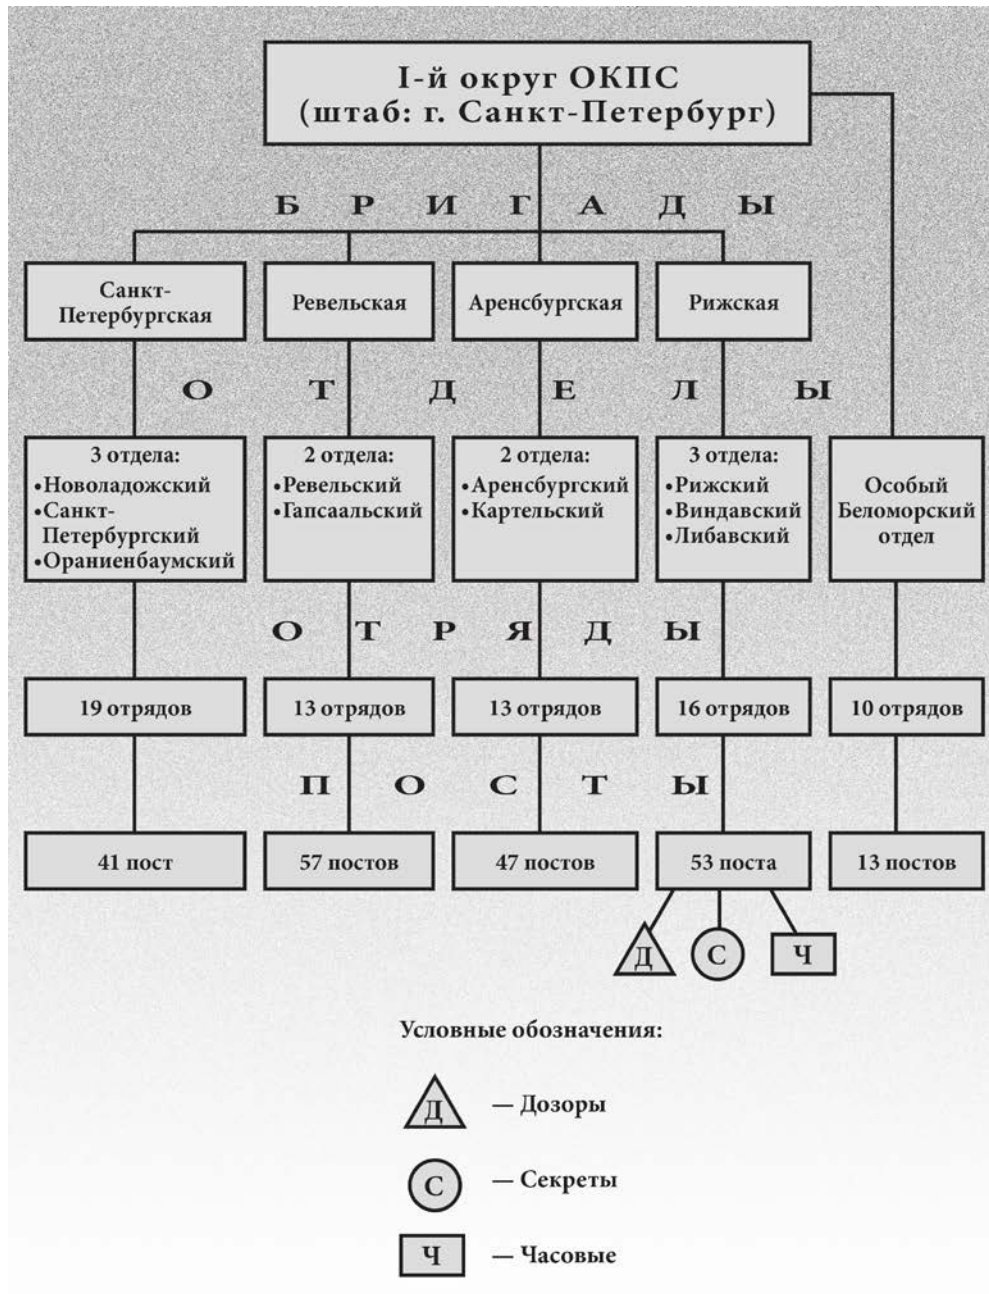 I-й округ ОКПС
(штаб: г. Санкт-Петербург)
БРИГАДЫ
Санкт-
Петербургская
Ревельская
Аренсбургская
Рижская
ОТДЕЛЫ
3 отдела:
•Новоладожский
•Санкт-
Петербургский
•Ораниенбаумский
2 отдела:
•Ревельский
•Гапсаальский
2 отдела:
•Аренсбургский
•Картельский
3 отдела:
•Рижский
•Виндавский
•Либавский
Особый
Беломорский
отдел
ОТРЯДЫ
19 отрядов
13 отрядов
13 отрядов
16 отрядов
10 отрядов
ПОСТЫ
41 пост
57 постов
47 постов
53 поста
13 постов
Д
С
Ч
Условные обозначения:
Д — Дозоры
С — Секреты
Ч — Часовые